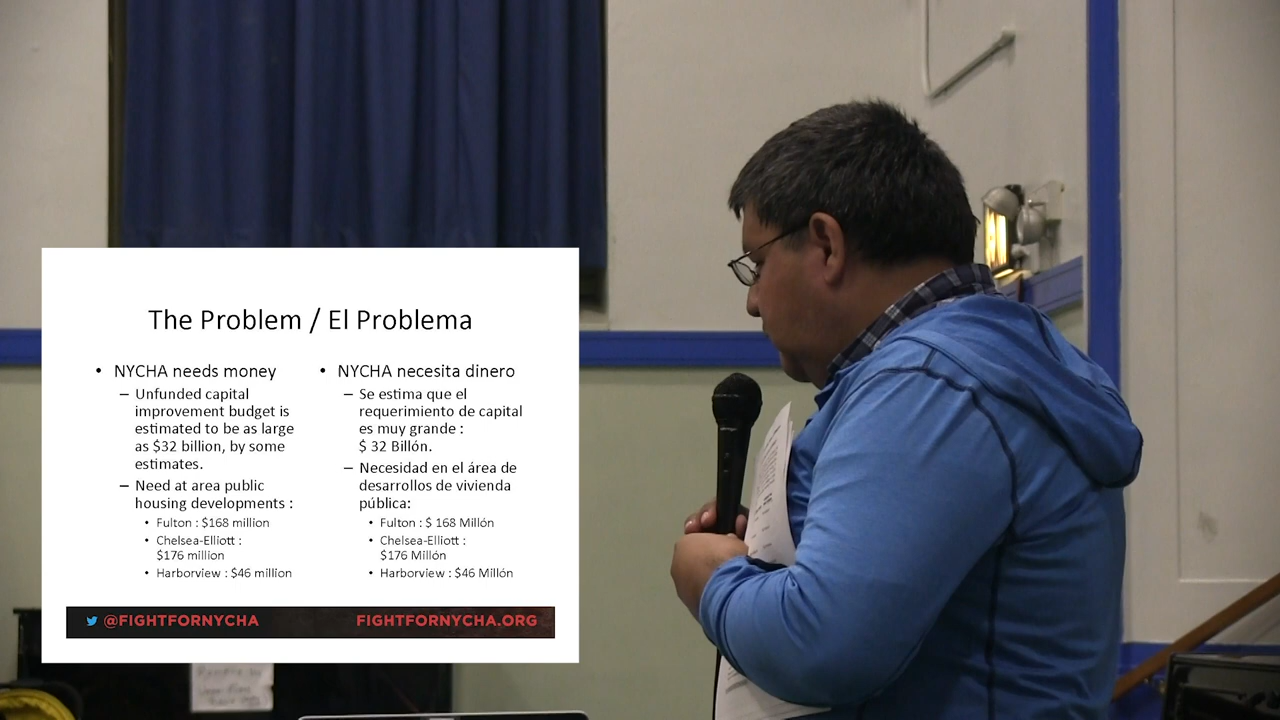 The Problem / El Problema
• NYCHA needs money
– Unfunded capital
improvement budget is
estimated to be as large
as $32 billion, by some
estimates.
– Need at area public
housing developments :
• Fulton : $168 million
• Chelsea-Elliott :
$176 million
• Harborview : $46 million
• NYCHA necesita dinero
– Se estima que el
requerimiento de capital
es muy grande :
$ 32 Billón.
– Necesidad en el área de
desarrollos de vivienda
pública:
• Fulton : $ 168 Millón
• Chelsea-Elliott :
$176 Millón
• Harborview : $46 Millón
@FIGHTFORNYCHA
FIGHTFORNYCHA.ORG